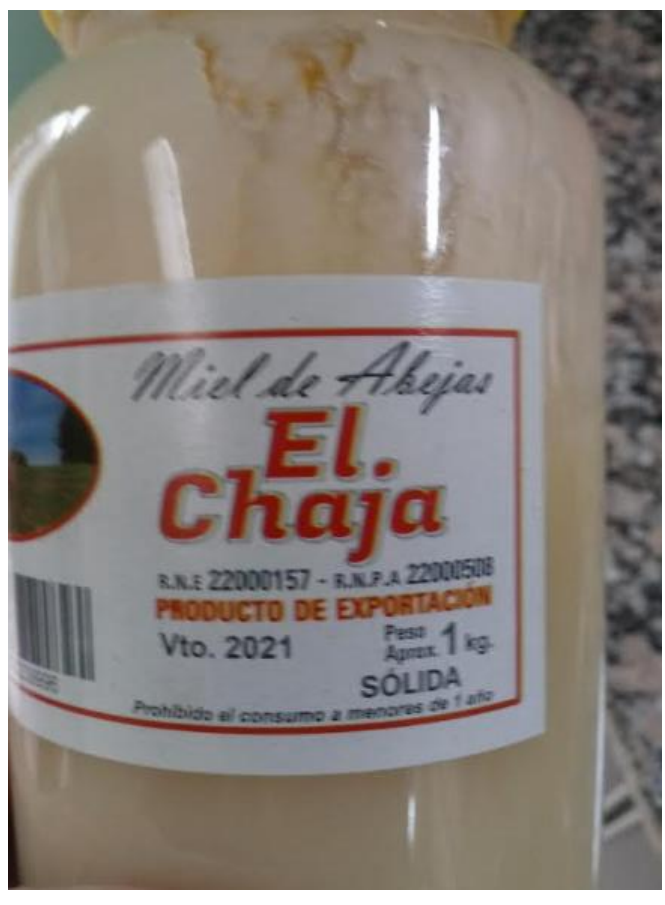 Miel de Abejas
El.
Chaja
R.N.E 22000157 - R.N.P.A 22000508
PRODUCTO DE EXPORTACIÓN
Vto. 2021
Peso
Aprox. 1 kg.
SÓLIDA
Prohibido el consumo a menores de 1 año